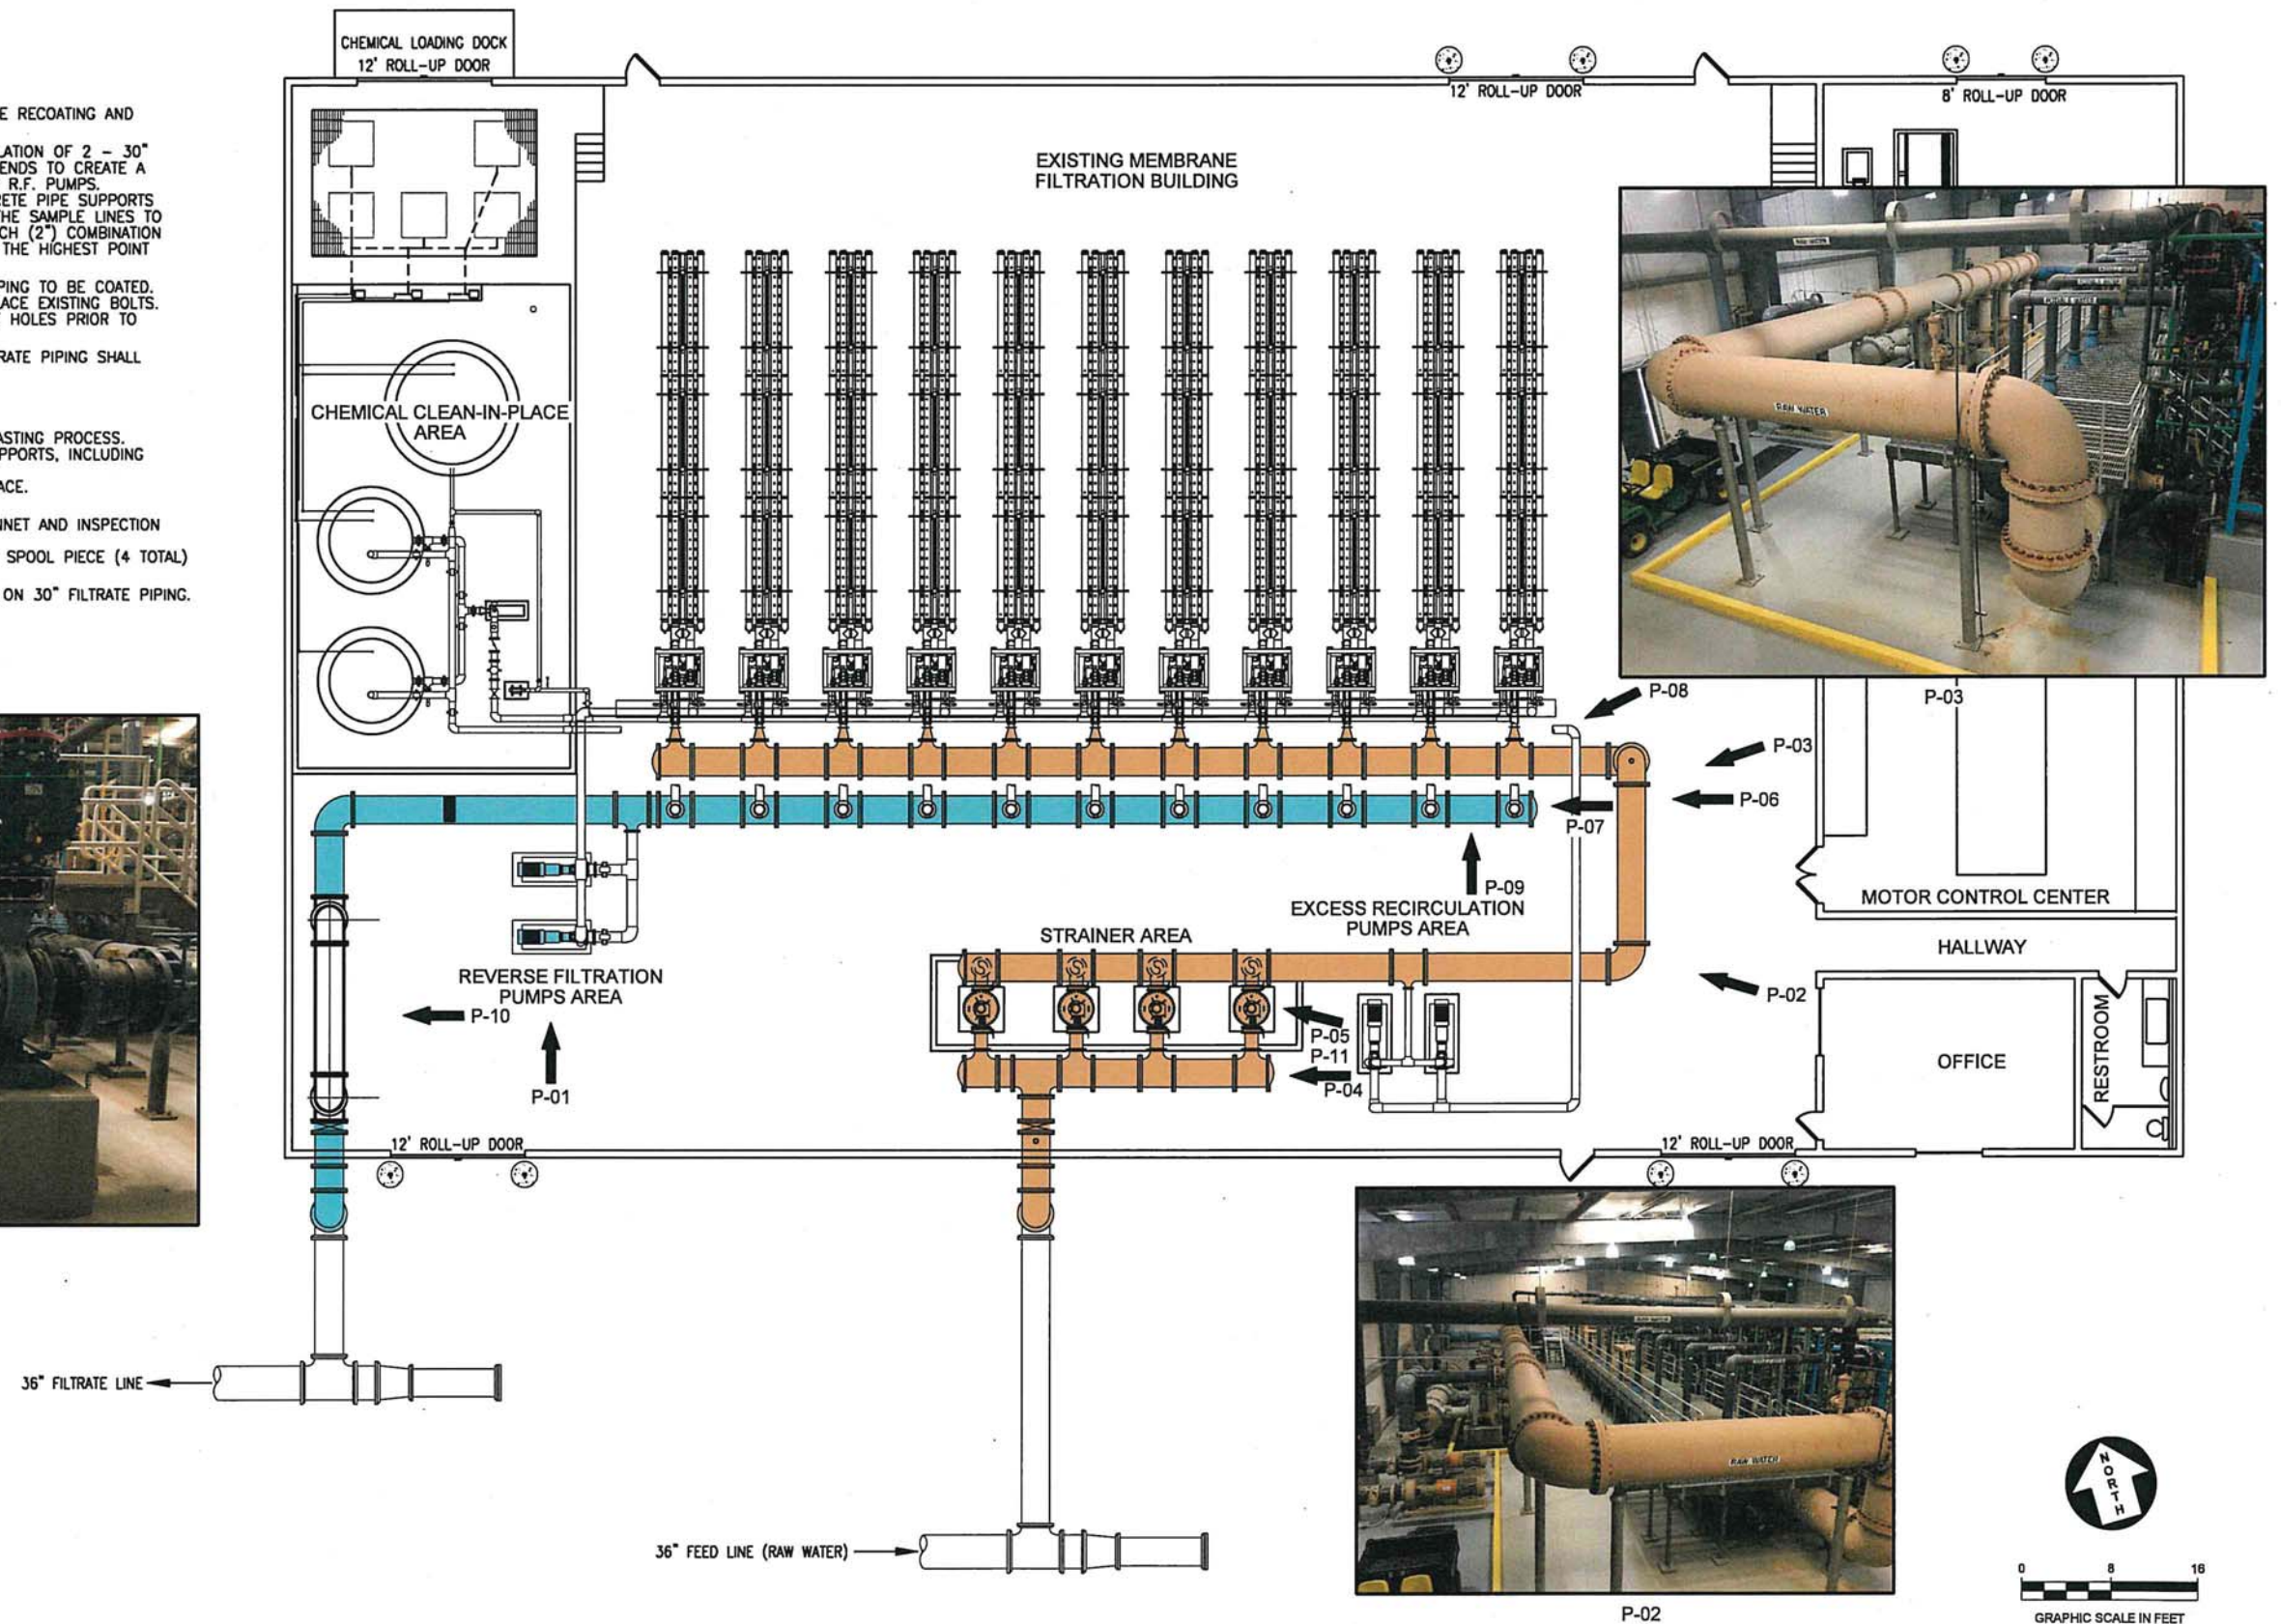 E RECOATING AND
LATION OF 2 - 30"
ENDS TO CREATE A
R.F. PUMPS.
RETE PIPE SUPPORTS
THE SAMPLE LINES TO
CH (2") COMBINATION
THE HIGHEST POINT
PING TO BE COATED.
ACE EXISTING BOLTS.
HOLES PRIOR TO
RATE PIPING SHALL
ASTING PROCESS.
PPORTS, INCLUDING
ACE.
NNET AND INSPECTION
SPOOL PIECE (4 TOTAL)
ON 30" FILTRATE PIPING.
CHEMICAL LOADING DOCK
12' ROLL-UP DOOR
12' ROLL-UP DOOR
8' ROLL-UP DOOR
EXISTING MEMBRANE
FILTRATION BUILDING
CHEMICAL CLEAN-IN-PLACE
AREA
RAW WATER
RAW WATER
P-03
P-08
P-03
P-06
P-07
P-09
EXCESS RECIRCULATION
PUMPS AREA
STRAINER AREA
REVERSE FILTRATION
PUMPS AREA
P-10
P-01
P-02
P-05
P-11
P-04
MOTOR CONTROL CENTER
HALLWAY
OFFICE
RESTROOM
12' ROLL-UP DOOR
12' ROLL-UP DOOR
RAW WATER
RAW WATER
P-02
36" FILTRATE LINE
36" FEED LINE (RAW WATER)
NORTH
0 8 16
GRAPHIC SCALE IN FEET